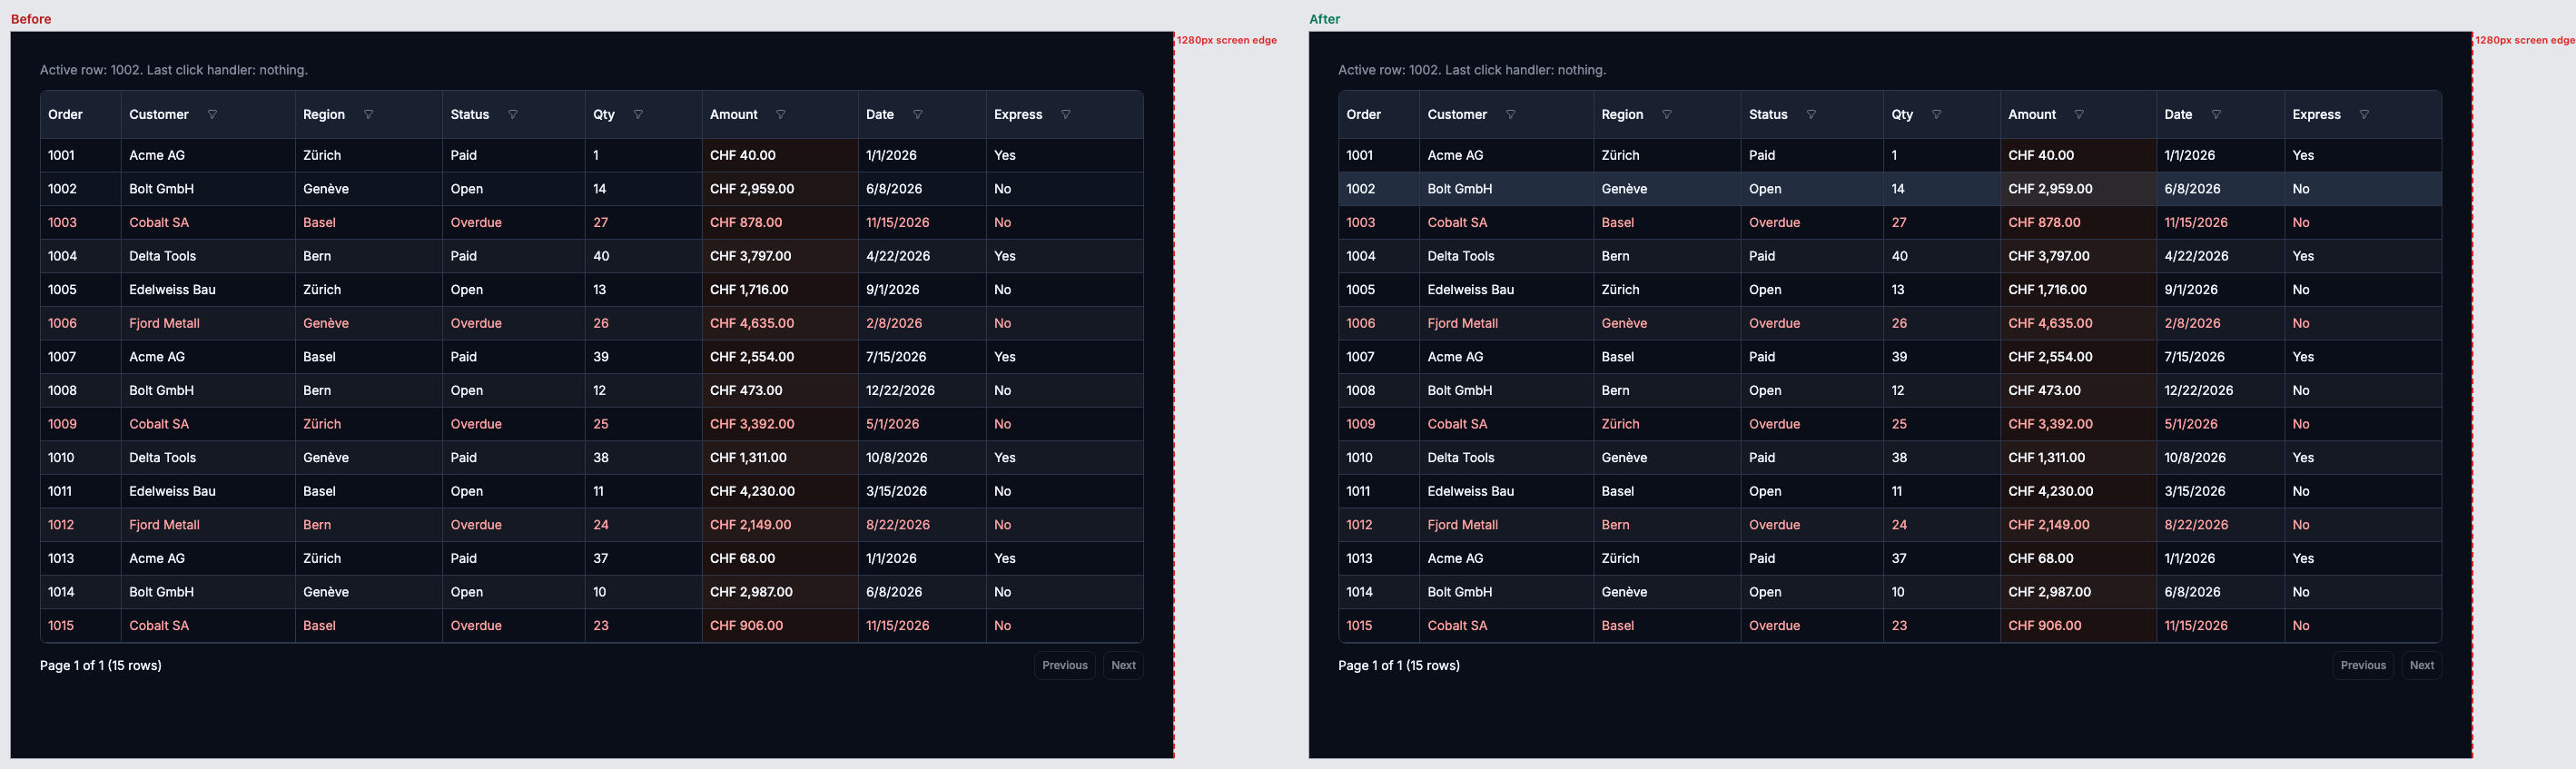 Before
1280px screen edge
Active row: 1002. Last click handler: nothing.
Order Customer Region Status Qty Amount Date Express
1001 Acme AG Zürich Paid 1 CHF 40.00 1/1/2026 Yes
1002 Bolt GmbH Genève Open 14 CHF 2,959.00 6/8/2026 No
1003 Cobalt SA Basel Overdue 27 CHF 878.00 11/15/2026 No
1004 Delta Tools Bern Paid 40 CHF 3,797.00 4/22/2026 Yes
1005 Edelweiss Bau Zürich Open 13 CHF 1,716.00 9/1/2026 No
1006 Fjord Metall Genève Overdue 26 CHF 4,635.00 2/8/2026 No
1007 Acme AG Basel Paid 39 CHF 2,554.00 7/15/2026 Yes
1008 Bolt GmbH Bern Open 12 CHF 473.00 12/22/2026 No
1009 Cobalt SA Zürich Overdue 25 CHF 3,392.00 5/1/2026 No
1010 Delta Tools Genève Paid 38 CHF 1,311.00 10/8/2026 Yes
1011 Edelweiss Bau Basel Open 11 CHF 4,230.00 3/15/2026 No
1012 Fjord Metall Bern Overdue 24 CHF 2,149.00 8/22/2026 No
1013 Acme AG Zürich Paid 37 CHF 68.00 1/1/2026 Yes
1014 Bolt GmbH Genève Open 10 CHF 2,987.00 6/8/2026 No
1015 Cobalt SA Basel Overdue 23 CHF 906.00 11/15/2026 No
Page 1 of 1 (15 rows) Previous Next
After
1280px screen edge
Active row: 1002. Last click handler: nothing.
Order Customer Region Status Qty Amount Date Express
1001 Acme AG Zürich Paid 1 CHF 40.00 1/1/2026 Yes
1002 Bolt GmbH Genève Open 14 CHF 2,959.00 6/8/2026 No
1003 Cobalt SA Basel Overdue 27 CHF 878.00 11/15/2026 No
1004 Delta Tools Bern Paid 40 CHF 3,797.00 4/22/2026 Yes
1005 Edelweiss Bau Zürich Open 13 CHF 1,716.00 9/1/2026 No
1006 Fjord Metall Genève Overdue 26 CHF 4,635.00 2/8/2026 No
1007 Acme AG Basel Paid 39 CHF 2,554.00 7/15/2026 Yes
1008 Bolt GmbH Bern Open 12 CHF 473.00 12/22/2026 No
1009 Cobalt SA Zürich Overdue 25 CHF 3,392.00 5/1/2026 No
1010 Delta Tools Genève Paid 38 CHF 1,311.00 10/8/2026 Yes
1011 Edelweiss Bau Basel Open 11 CHF 4,230.00 3/15/2026 No
1012 Fjord Metall Bern Overdue 24 CHF 2,149.00 8/22/2026 No
1013 Acme AG Zürich Paid 37 CHF 68.00 1/1/2026 Yes
1014 Bolt GmbH Genève Open 10 CHF 2,987.00 6/8/2026 No
1015 Cobalt SA Basel Overdue 23 CHF 906.00 11/15/2026 No
Page 1 of 1 (15 rows) Previous Next